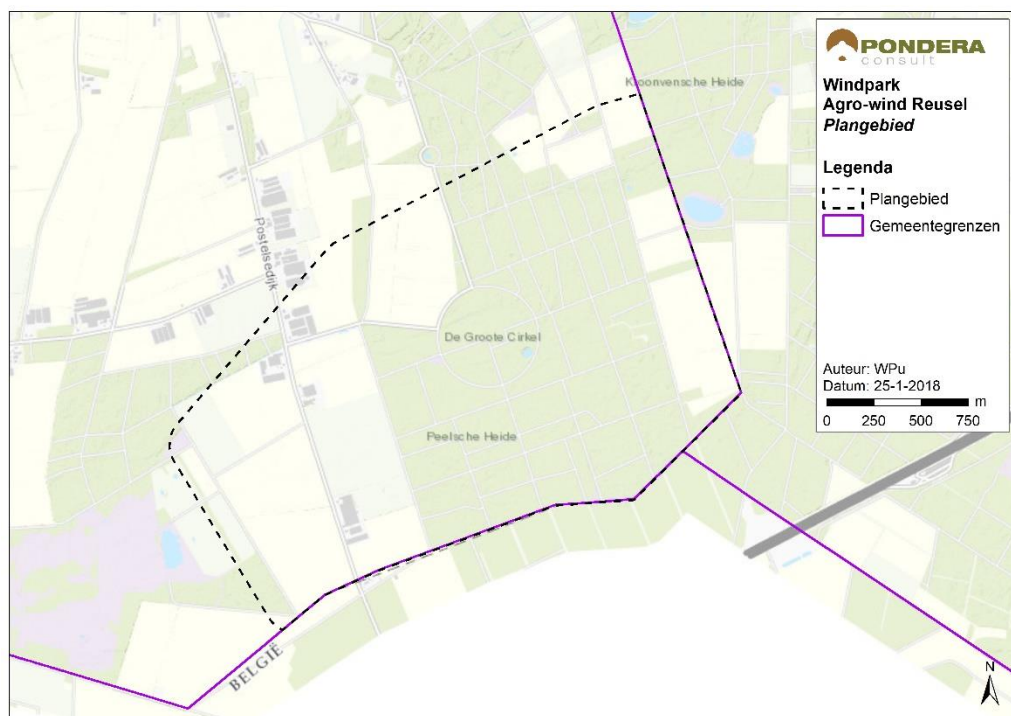 PONDERA
consult
Windpark
Agro-wind Reusel
Plangebied
Legenda
Plangebied
Gemeentegrenzen
Auteur: WPu
Datum: 25-1-2018
m
0 250 500 750
N
Kroonvensche Heide
Postelsedijk
De Groote Cirkel
Peelsche Heide
BELGIË